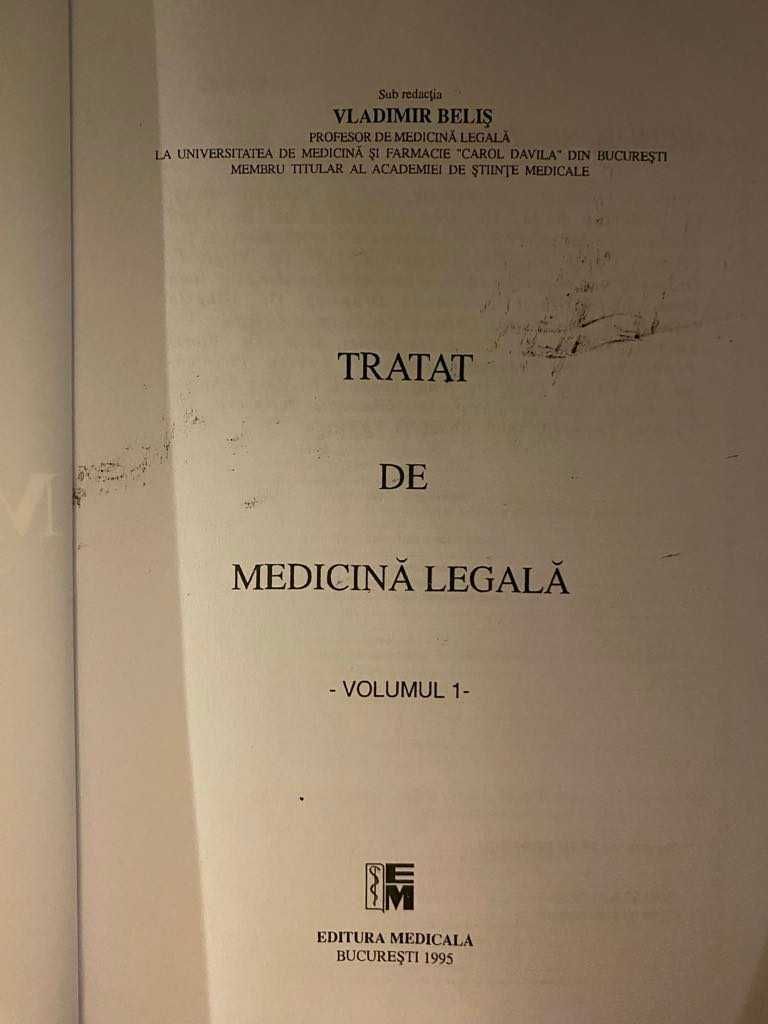 Sub redacția
VLADIMIR BELIȘ
PROFESOR DE MEDICINĂ LEGALĂ
LA UNIVERSITATEA DE MEDICINĂ ȘI FARMACIE "CAROL DAVILA" DIN BUCUREȘTI
MEMBRU TITULAR AL ACADEMIEI DE ȘTIINȚE MEDICALE
TRATAT
DE
MEDICINĂ LEGALĂ
- VOLUMUL 1-
EM
EDITURA MEDICALĂ
BUCUREȘTI 1995